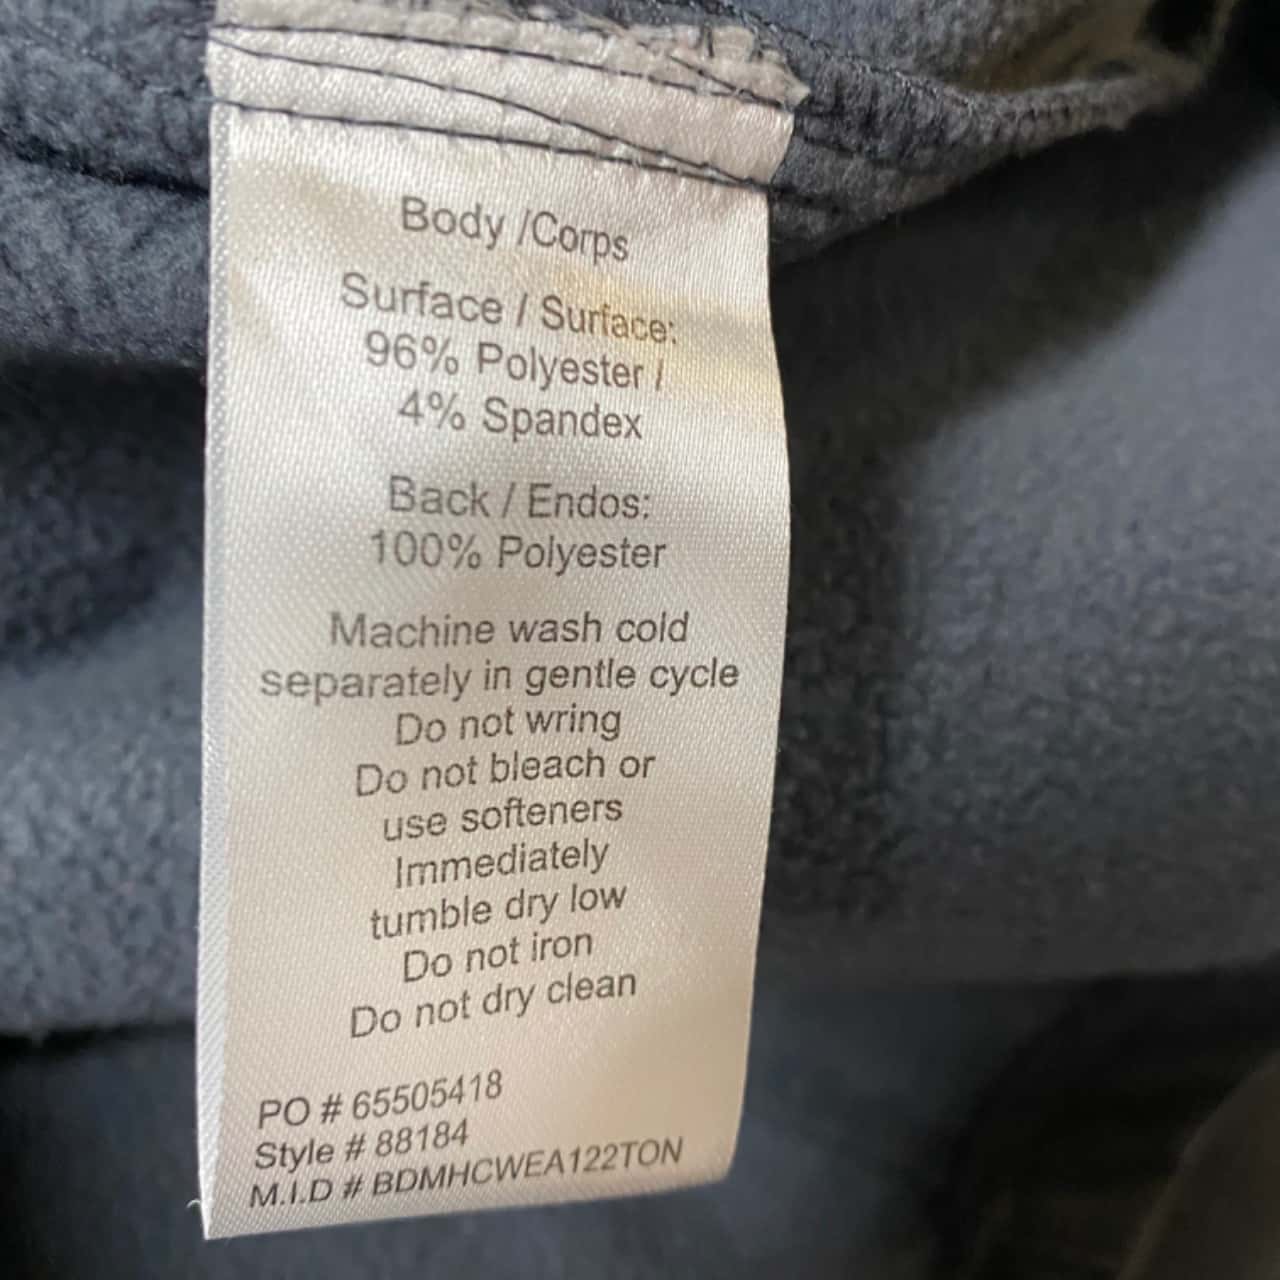 Body /Corps
Surface / Surface:
96% Polyester /
4% Spandex
Back / Endos:
100% Polyester
Machine wash cold
separately in gentle cycle
Do not wring
Do not bleach or
use softeners
Immediately
tumble dry low
Do not iron
Do not dry clean
PO # 65505418
Style # 88184
M.I.D # BDMHCWEA122TON